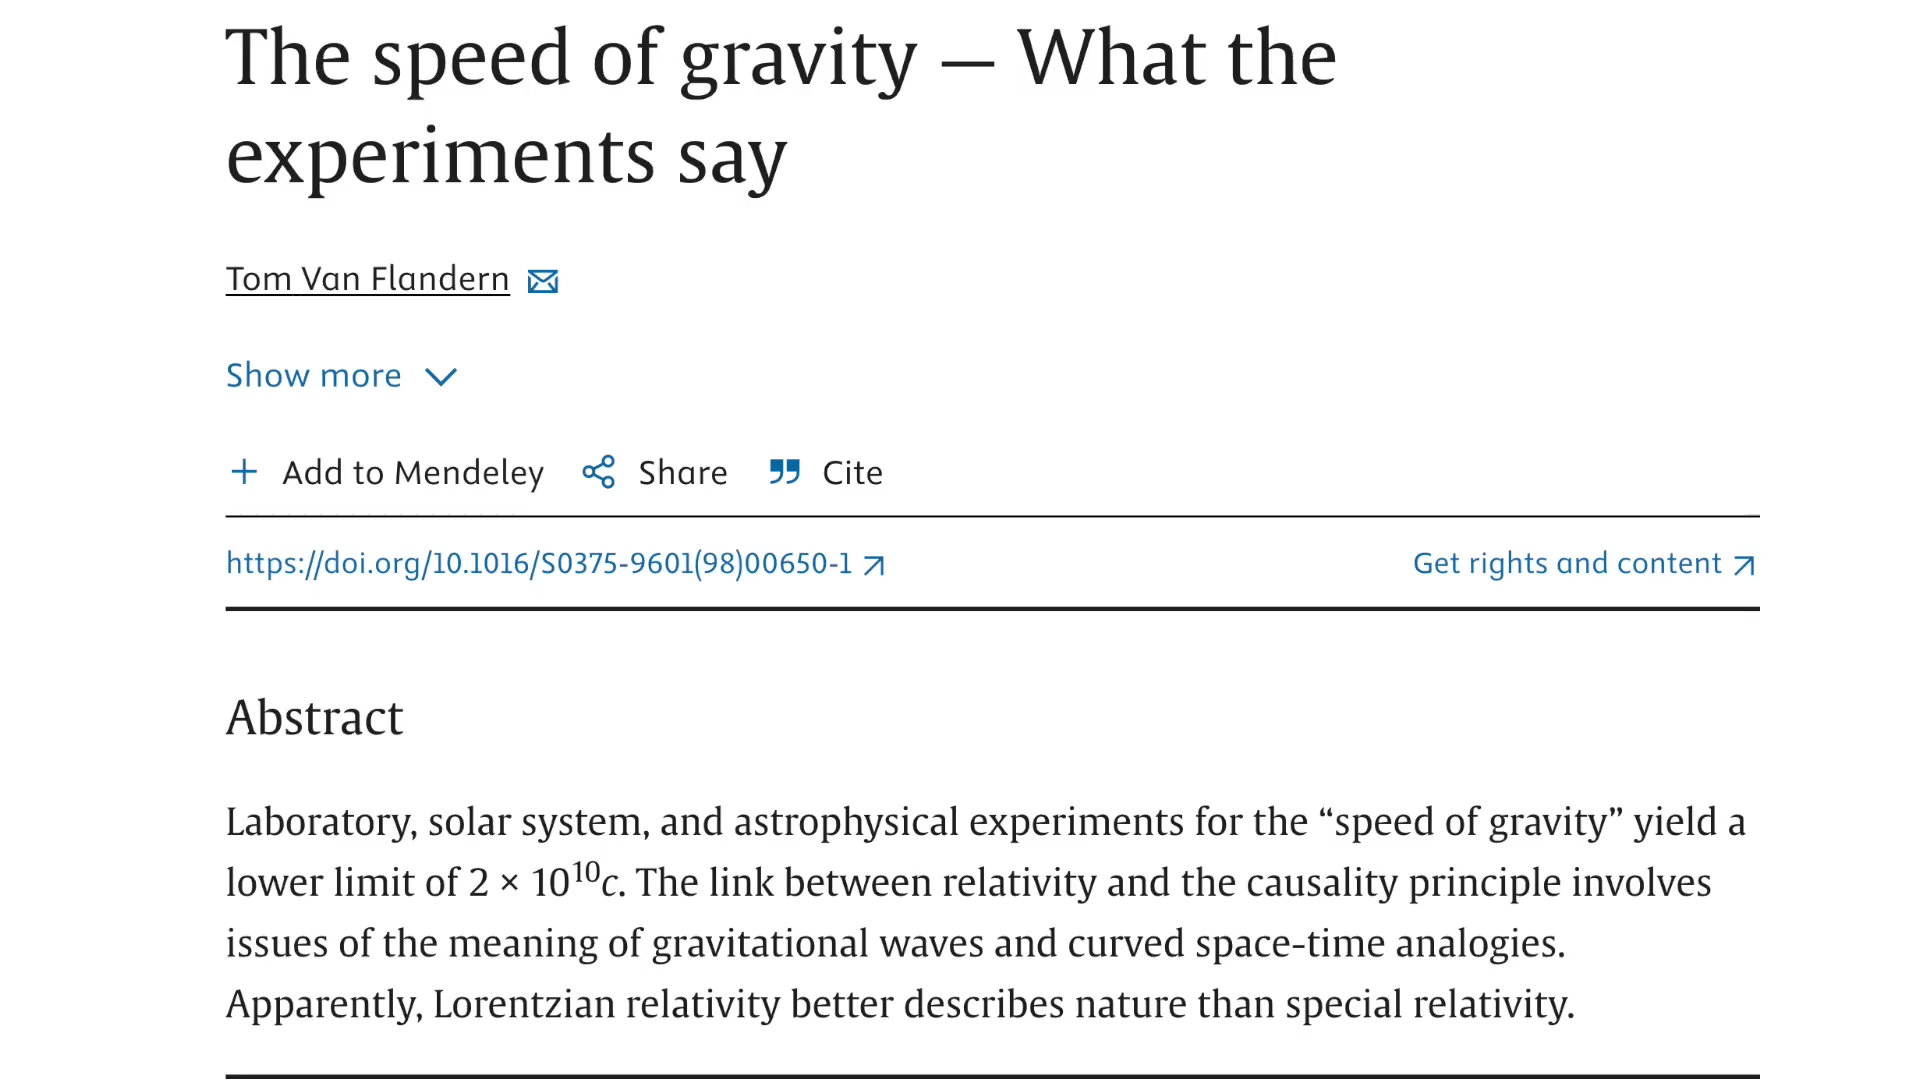 The speed of gravity — What the
experiments say
Tom Van Flandern
Show more
Add to Mendeley Share Cite
https://doi.org/10.1016/S0375-9601(98)00650-1 Get rights and content
Abstract
Laboratory, solar system, and astrophysical experiments for the “speed of gravity” yield a
lower limit of 2 × 10¹⁰c. The link between relativity and the causality principle involves
issues of the meaning of gravitational waves and curved space-time analogies.
Apparently, Lorentzian relativity better describes nature than special relativity.